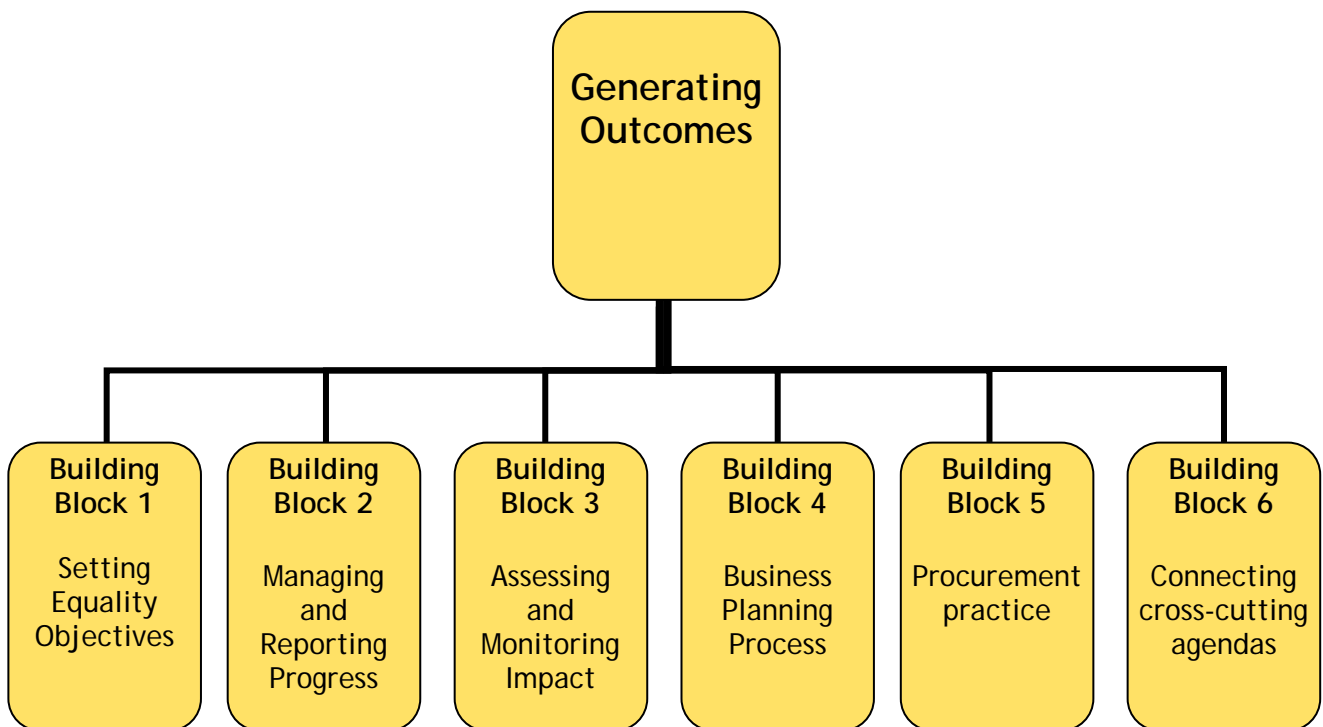 Generating
Outcomes
Building
Block 1
Setting
Equality
Objectives
Building
Block 2
Managing
and
Reporting
Progress
Building
Block 3
Assessing
and
Monitoring
Impact
Building
Block 4
Business
Planning
Process
Building
Block 5
Procurement
practice
Building
Block 6
Connecting
cross-cutting
agendas